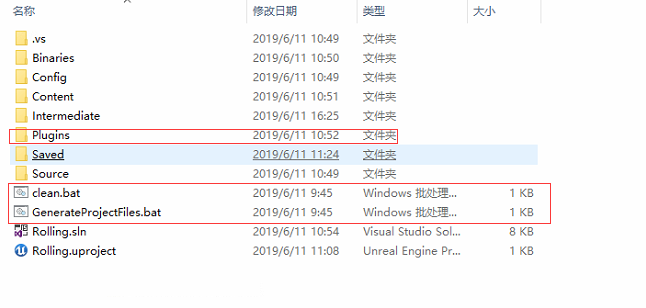 名称 修改日期 类型 大小
.vs 2019/6/11 10:49 文件夹
Binaries 2019/6/11 10:50 文件夹
Config 2019/6/11 10:49 文件夹
Content 2019/6/11 10:51 文件夹
Intermediate 2019/6/11 16:25 文件夹
Plugins 2019/6/11 10:52 文件夹
Saved 2019/6/11 11:24 文件夹
Source 2019/6/11 10:49 文件夹
clean.bat 2019/6/11 9:45 Windows 批处理... 1 KB
GenerateProjectFiles.bat 2019/6/11 9:45 Windows 批处理... 1 KB
Rolling.sln 2019/6/11 10:54 Visual Studio Sol... 8 KB
Rolling.uproject 2019/6/11 11:08 Unreal Engine Pr... 1 KB